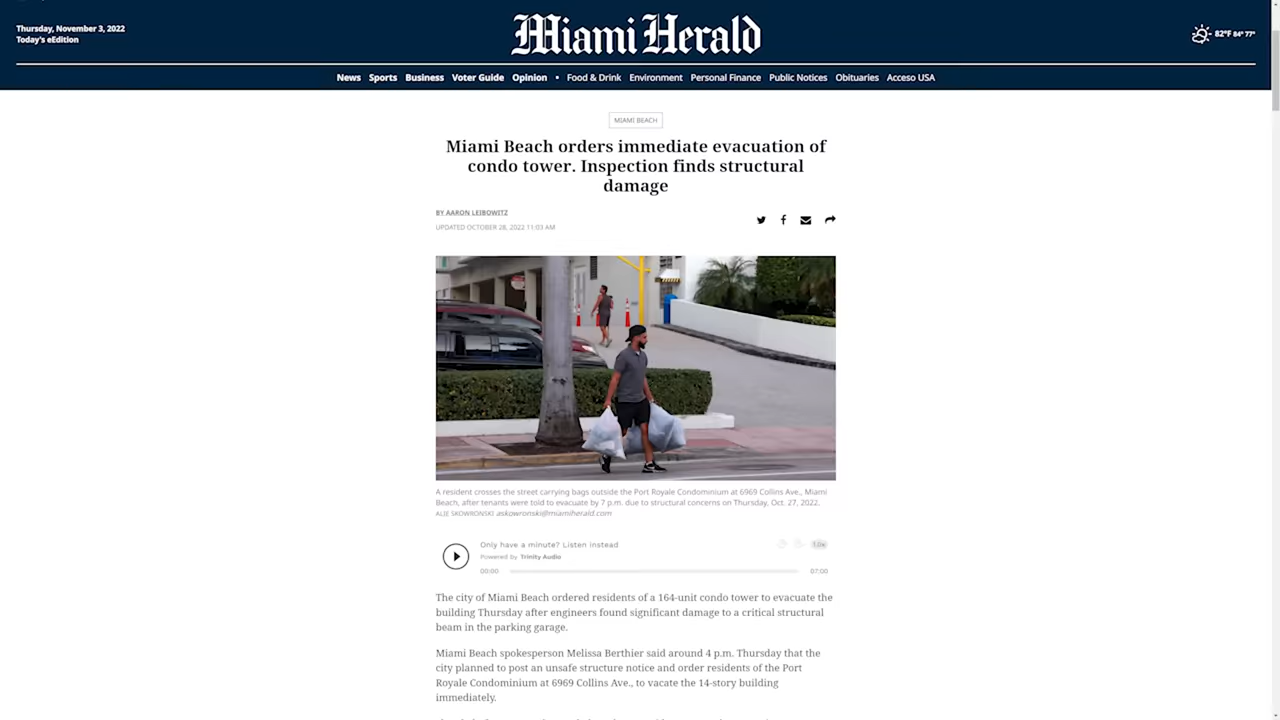 Thursday, November 3, 2022
Today's eEdition
Miami Herald
82°F 84° 77°
News Sports Business Voter Guide Opinion • Food & Drink Environment Personal Finance Public Notices Obituaries Acceso USA
MIAMI BEACH
Miami Beach orders immediate evacuation of
condo tower. Inspection finds structural
damage
BY AARON LEIBOWITZ
UPDATED OCTOBER 28, 2022 11:03 AM
A resident crosses the street carrying bags outside the Port Royale Condominium at 6969 Collins Ave., Miami
Beach, after tenants were told to evacuate by 7 p.m. due to structural concerns on Thursday, Oct. 27, 2022.
ALIE SKOWRONSKI askowronski@miamiherald.com
Only have a minute? Listen instead
Powered by Trinity Audio
1.0x
00:00
07:00
The city of Miami Beach ordered residents of a 164-unit condo tower to evacuate the
building Thursday after engineers found significant damage to a critical structural
beam in the parking garage.
Miami Beach spokesperson Melissa Berthier said around 4 p.m. Thursday that the
city planned to post an unsafe structure notice and order residents of the Port
Royale Condominium at 6969 Collins Ave., to vacate the 14-story building
immediately.